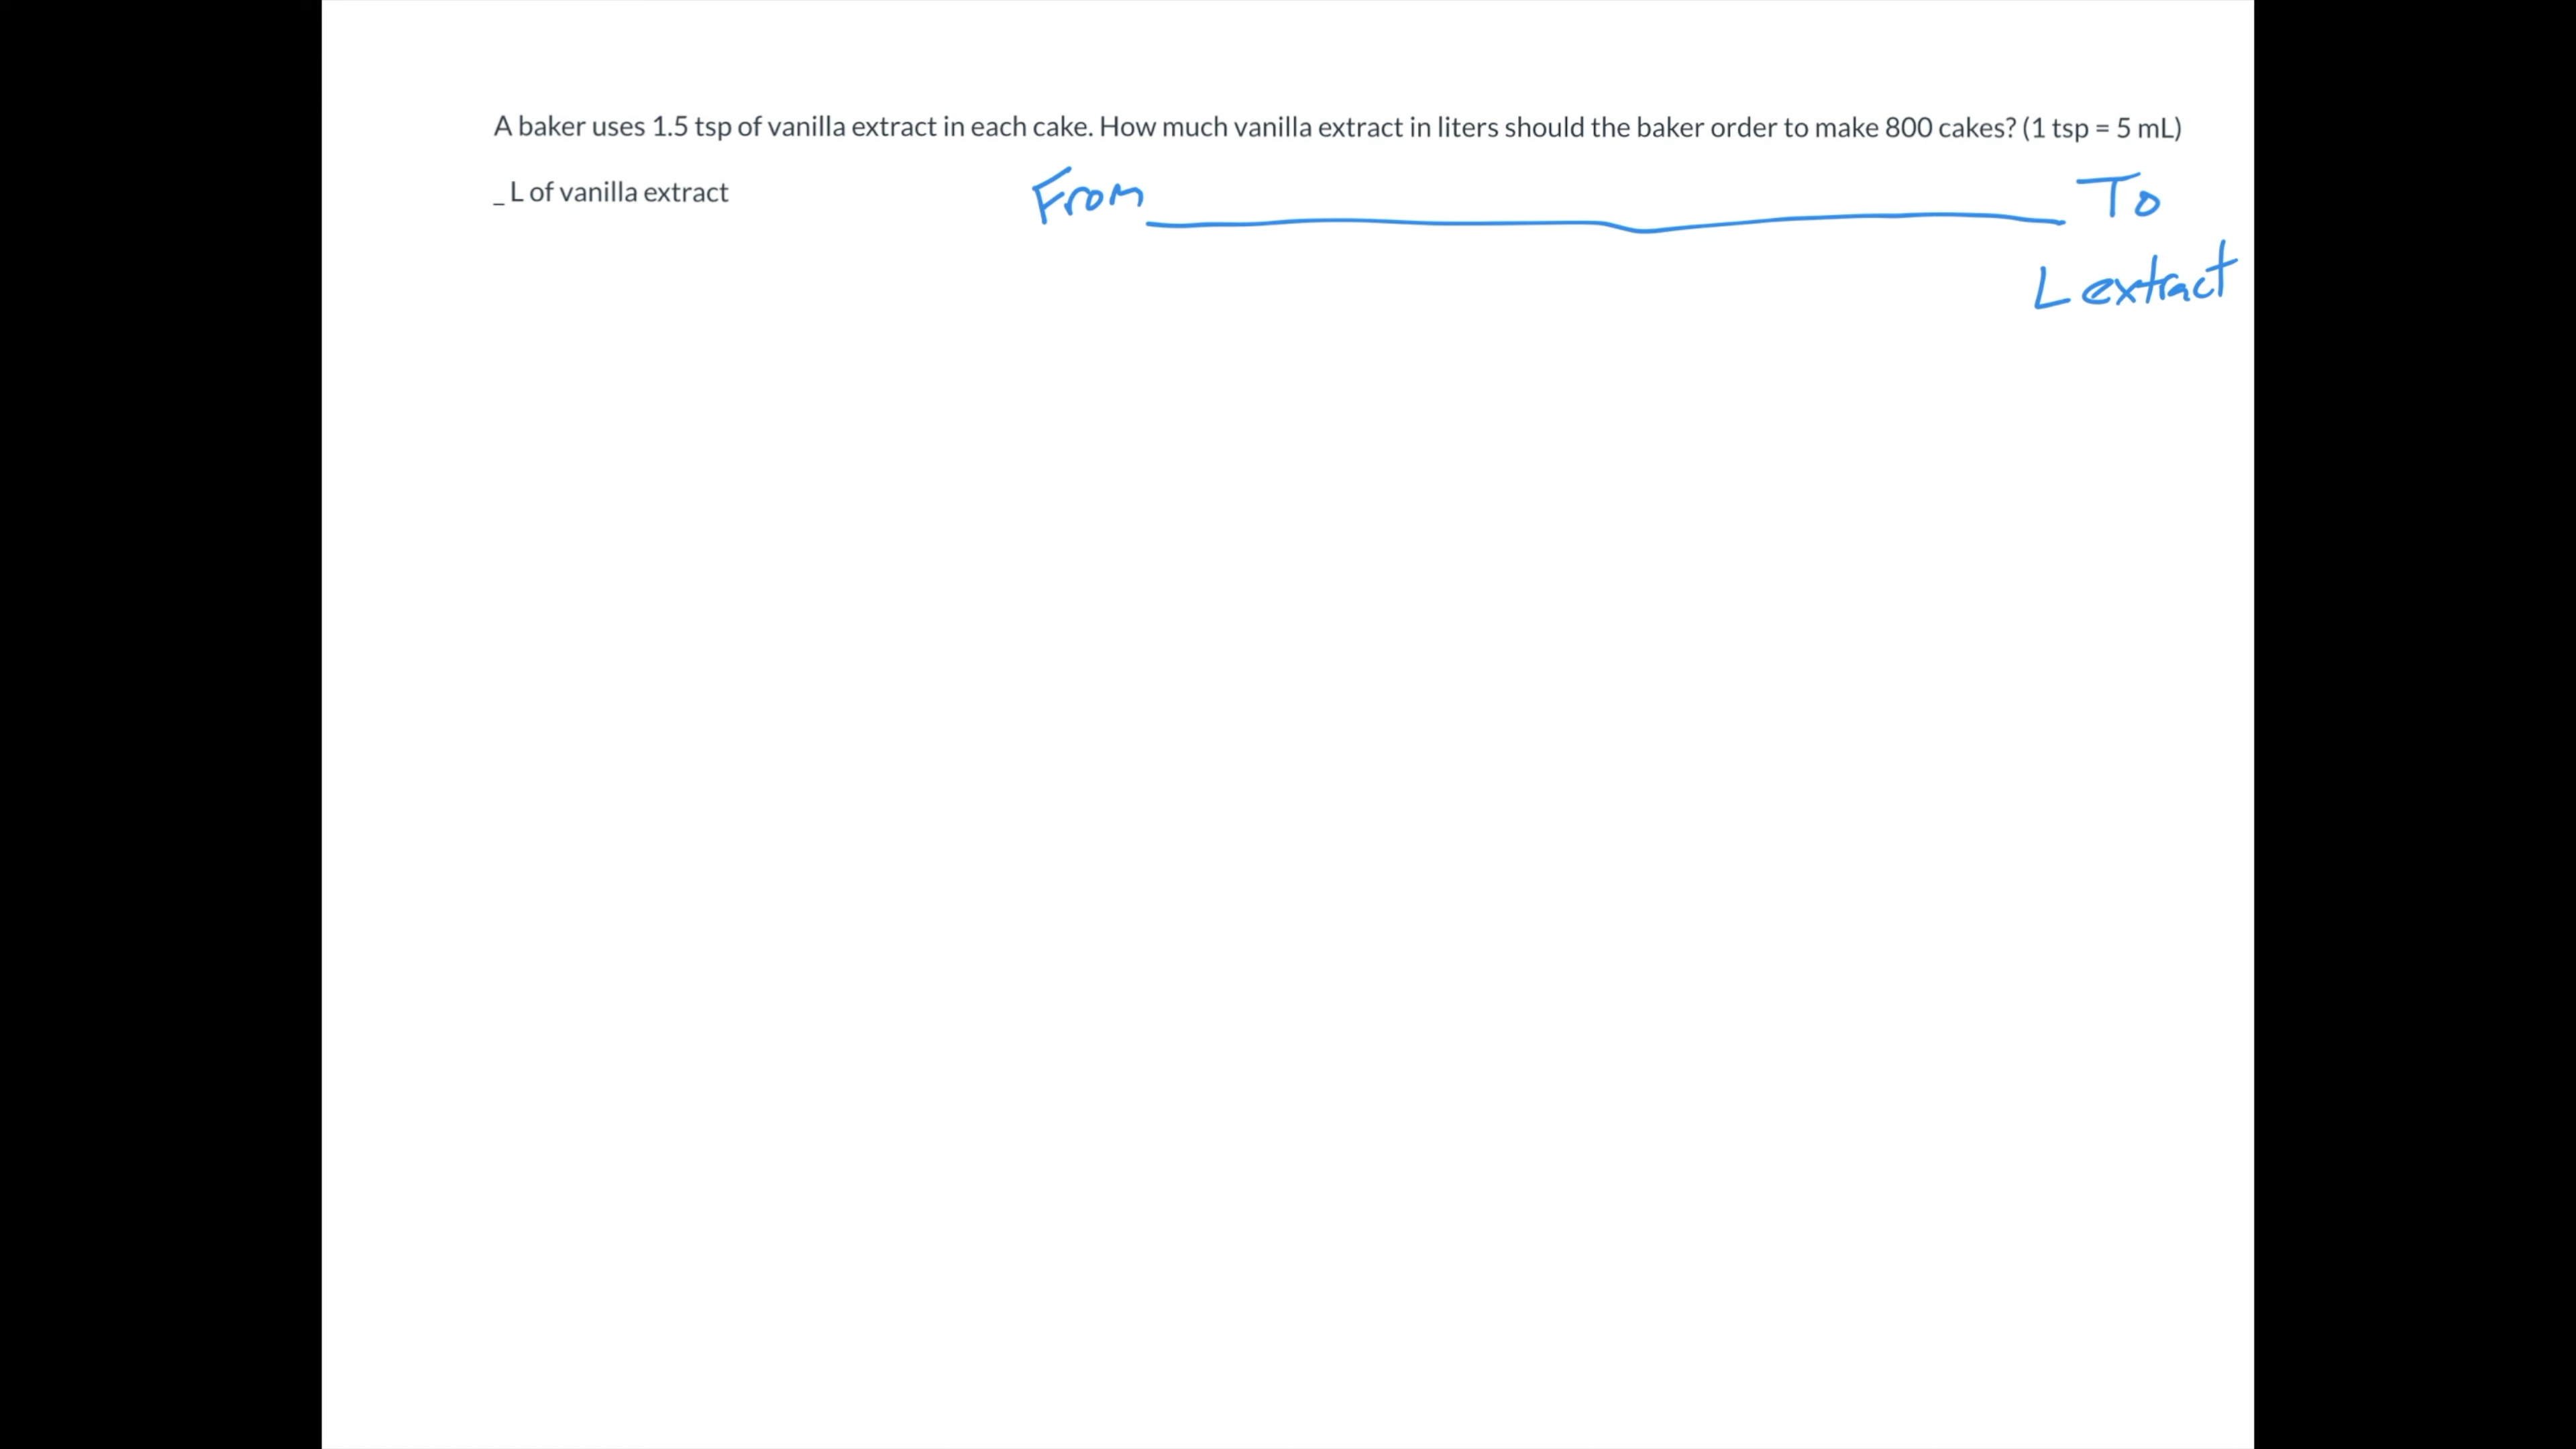 A baker uses 1.5 tsp of vanilla extract in each cake. How much vanilla extract in liters should the baker order to make 800 cakes? (1 tsp = 5 mL)
_ L of vanilla extract
From To
L extract